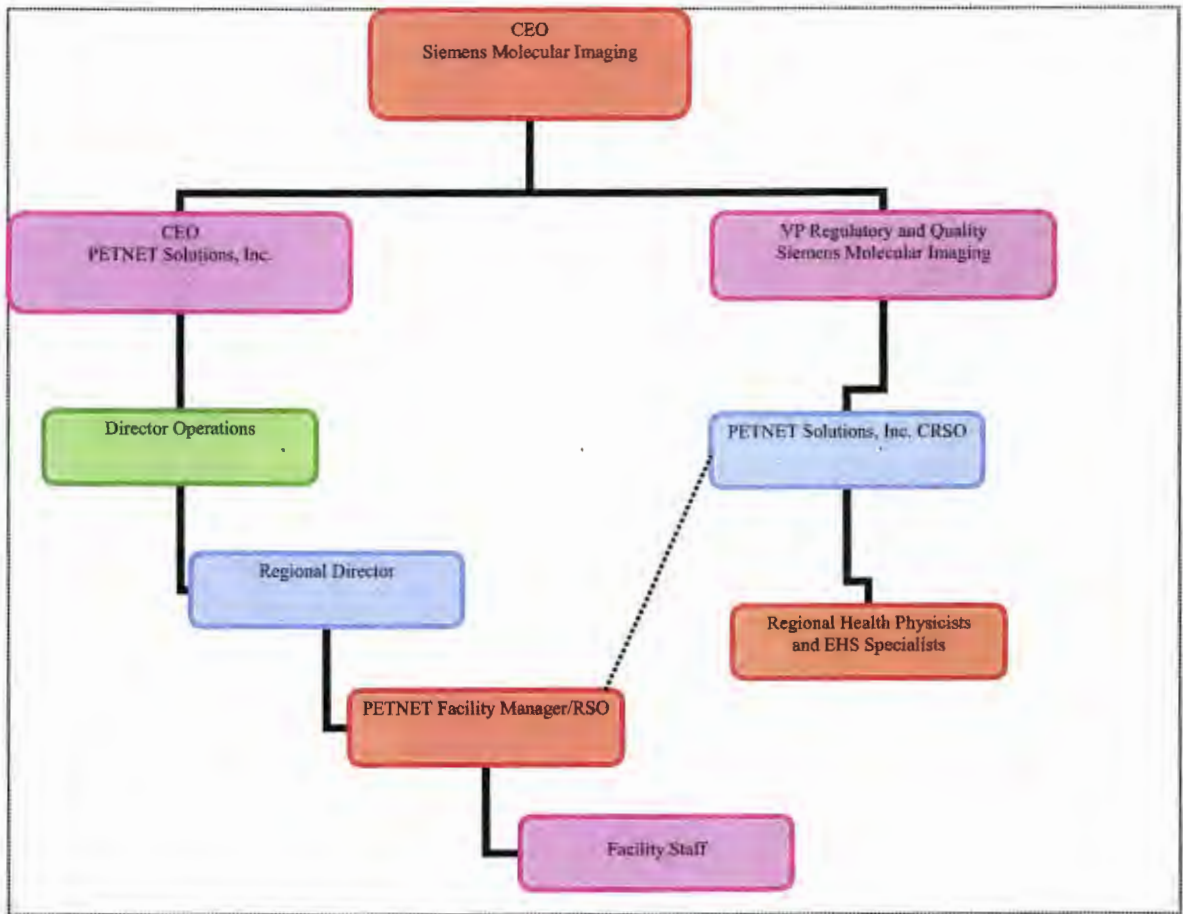 CEO
Siemens Molecular Imaging
CEO
PETNET Solutions, Inc.
VP Regulatory and Quality
Siemens Molecular Imaging
Director Operations
PETNET Solutions, Inc. CRSO
Regional Director
Regional Health Physicists
and EHS Specialists
PETNET Facility Manager/RSO
Facility Staff